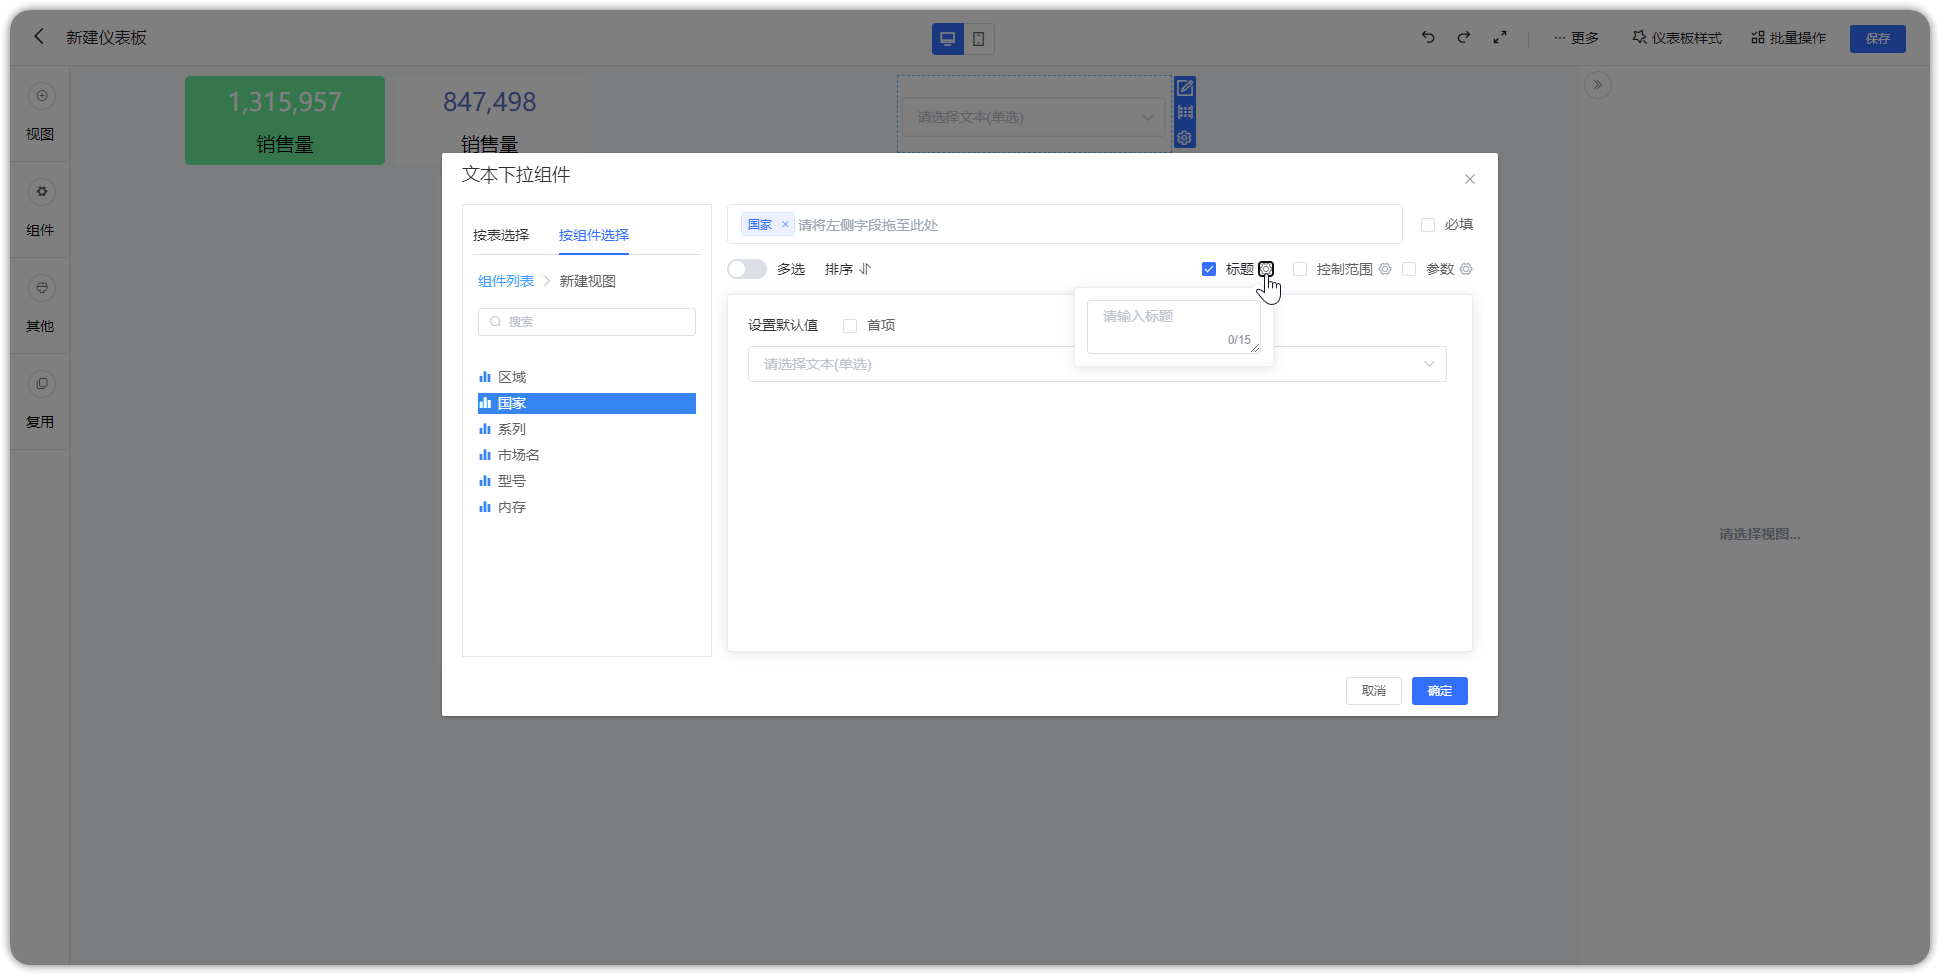 新建仪表板
更多
仪表板样式
批量操作
保存
视图
组件
其他
复用
1,315,957
销售量
847,498
销售量
请选择文本(单选)
文本下拉组件
按表选择
按组件选择
组件列表 > 新建视图
搜索
区域
国家
系列
市场名
型号
内存
国家 × 请将左侧字段拖至此处
必填
多选
排序
标题
控制范围
参数
请输入标题
0/15
设置默认值
首项
请选择文本(单选)
取消
确定
请选择视图...